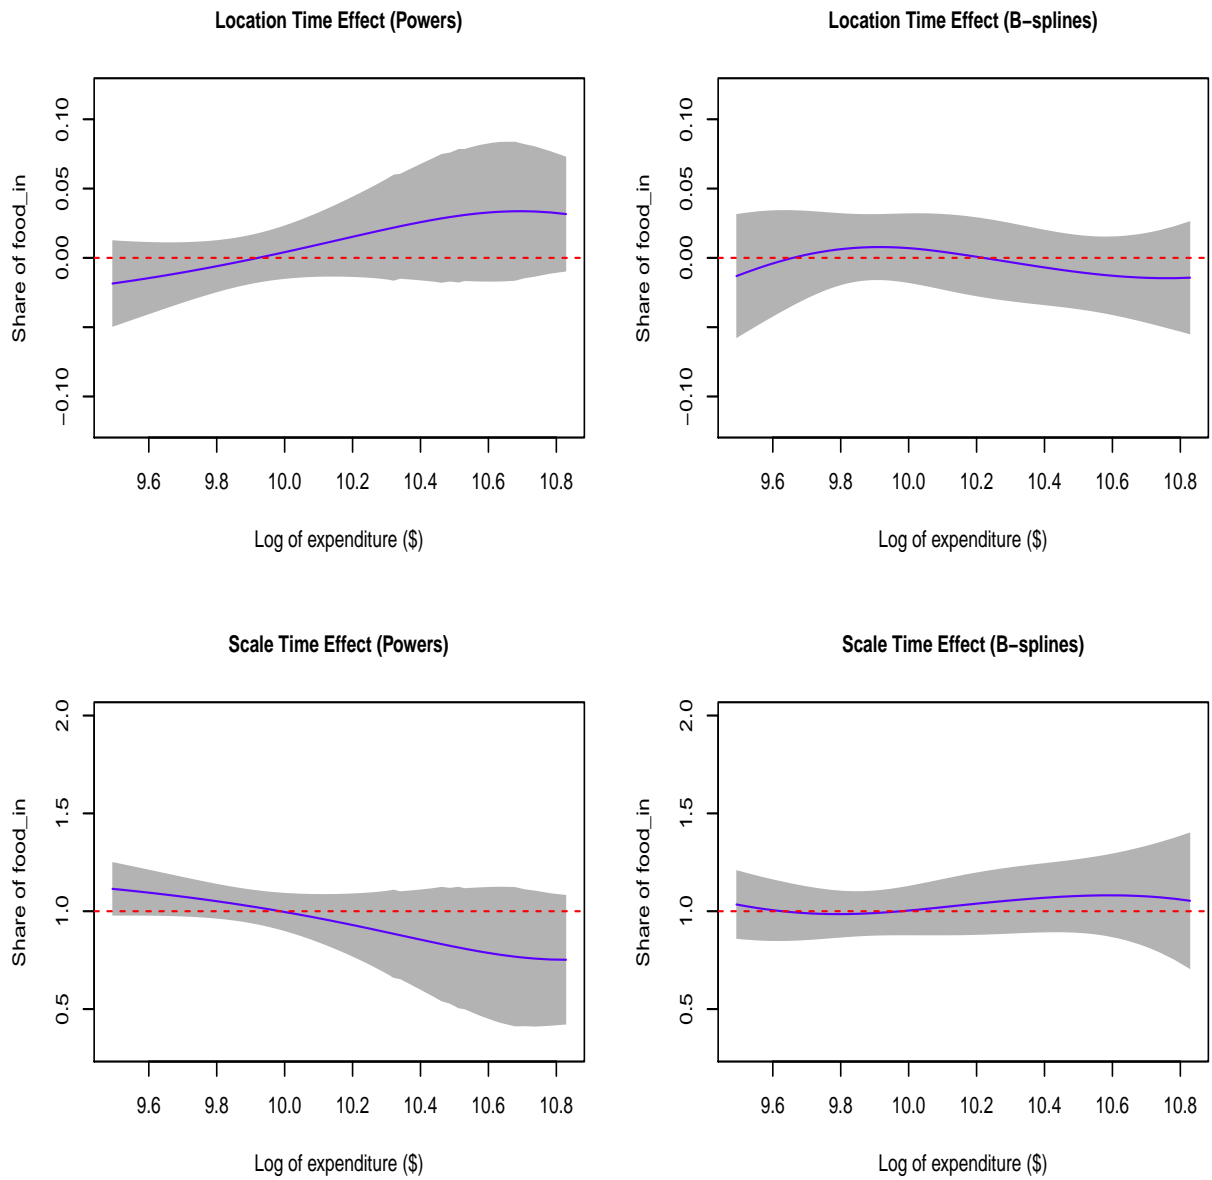 Location Time Effect (Powers)
Share of food_in
0.10
0.05
0.00
−0.10
9.6 9.8 10.0 10.2 10.4 10.6 10.8
Log of expenditure ($)
Location Time Effect (B−splines)
Share of food_in
0.10
0.05
0.00
−0.10
9.6 9.8 10.0 10.2 10.4 10.6 10.8
Log of expenditure ($)
Scale Time Effect (Powers)
Share of food_in
2.0
1.5
1.0
0.5
9.6 9.8 10.0 10.2 10.4 10.6 10.8
Log of expenditure ($)
Scale Time Effect (B−splines)
Share of food_in
2.0
1.5
1.0
0.5
9.6 9.8 10.0 10.2 10.4 10.6 10.8
Log of expenditure ($)